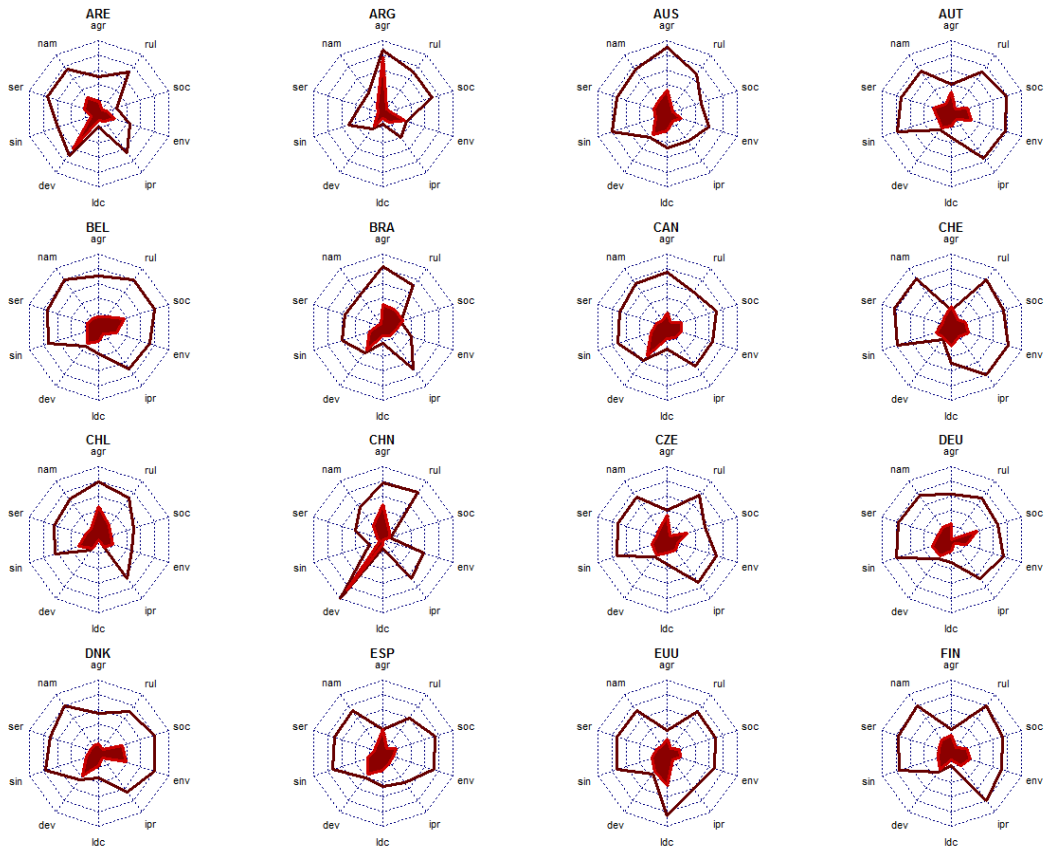 ARE ARG AUS AUT
agr agr agr agr
nam rul nam rul nam rul nam rul
ser soc ser soc ser soc ser soc
sin env sin env sin env sin env
dev ipr dev ipr dev ipr dev ipr
ldc ldc ldc ldc
BEL BRA CAN CHE
agr agr agr agr
nam rul nam rul nam rul nam rul
ser soc ser soc ser soc ser soc
sin env sin env sin env sin env
dev ipr dev ipr dev ipr dev ipr
ldc ldc ldc ldc
CHL CHN CZE DEU
agr agr agr agr
nam rul nam rul nam rul nam rul
ser soc ser soc ser soc ser soc
sin env sin env sin env sin env
dev ipr dev ipr dev ipr dev ipr
ldc ldc ldc ldc
DNK ESP EUU FIN
agr agr agr agr
nam rul nam rul nam rul nam rul
ser soc ser soc ser soc ser soc
sin env sin env sin env sin env
dev ipr dev ipr dev ipr dev ipr
ldc ldc ldc ldc